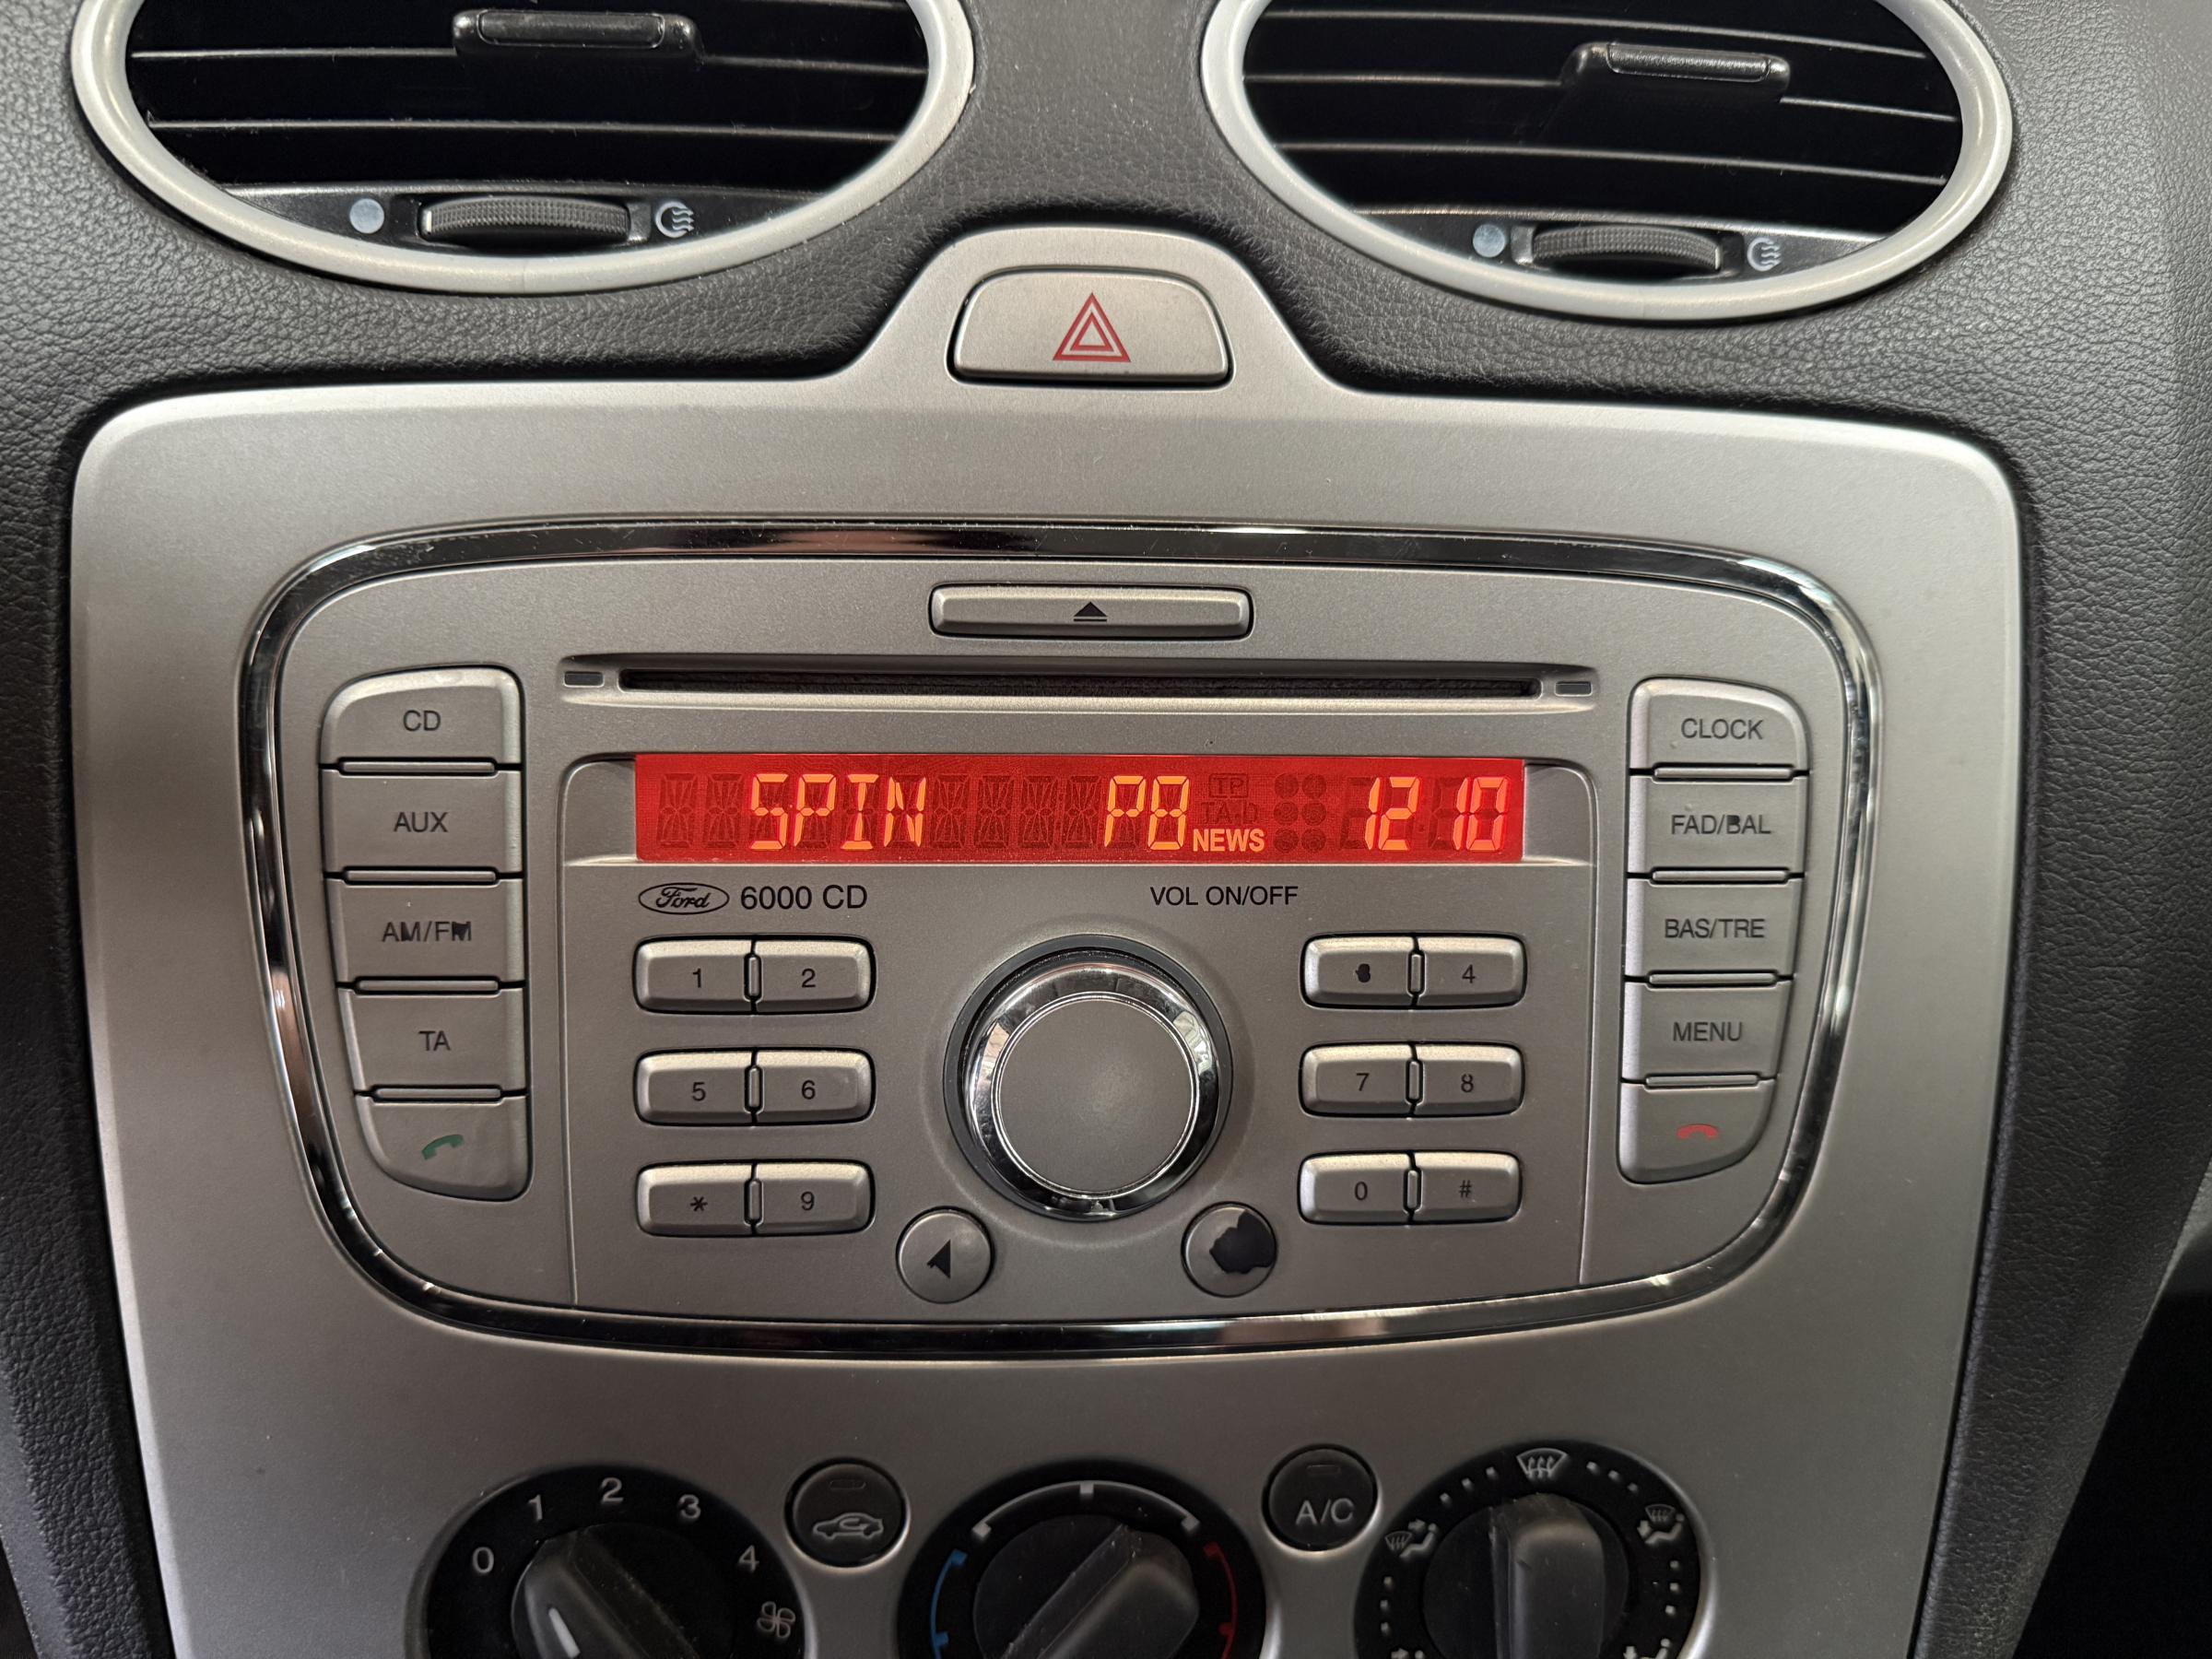 CD
AUX
AM/FM
TA
SPIN P8 NEWS 12 10
Ford 6000 CD
VOL ON/OFF
1 2
4
5 6
7 8
* 9
0 #
CLOCK
FAD/BAL
BAS/TRE
MENU
0 1 2 3 4
A/C